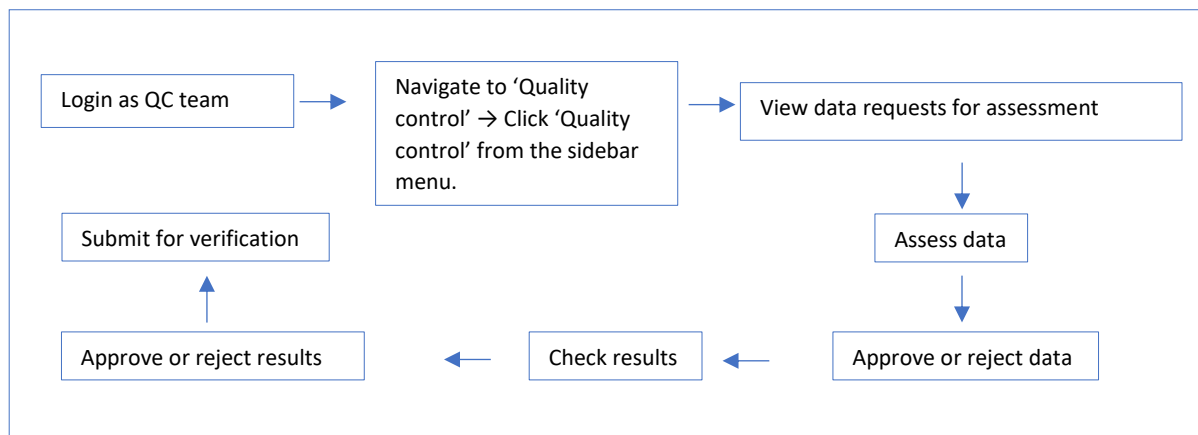 Login as QC team
Navigate to ‘Quality
control’ → Click ‘Quality
control’ from the sidebar
menu.
View data requests for assessment
Assess data
Approve or reject data
Check results
Approve or reject results
Submit for verification